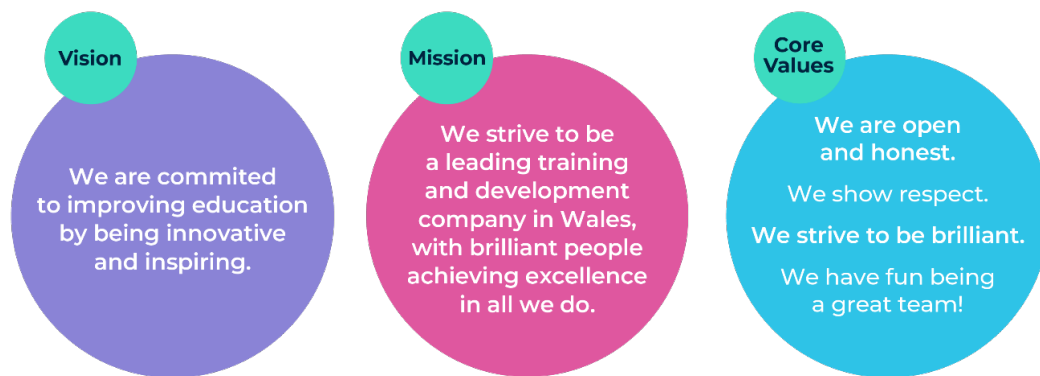 Vision
We are commited
to improving education
by being innovative
and inspiring.
Mission
We strive to be
a leading training
and development
company in Wales,
with brilliant people
achieving excellence
in all we do.
Core
Values
We are open
and honest.
We show respect.
We strive to be brilliant.
We have fun being
a great team!